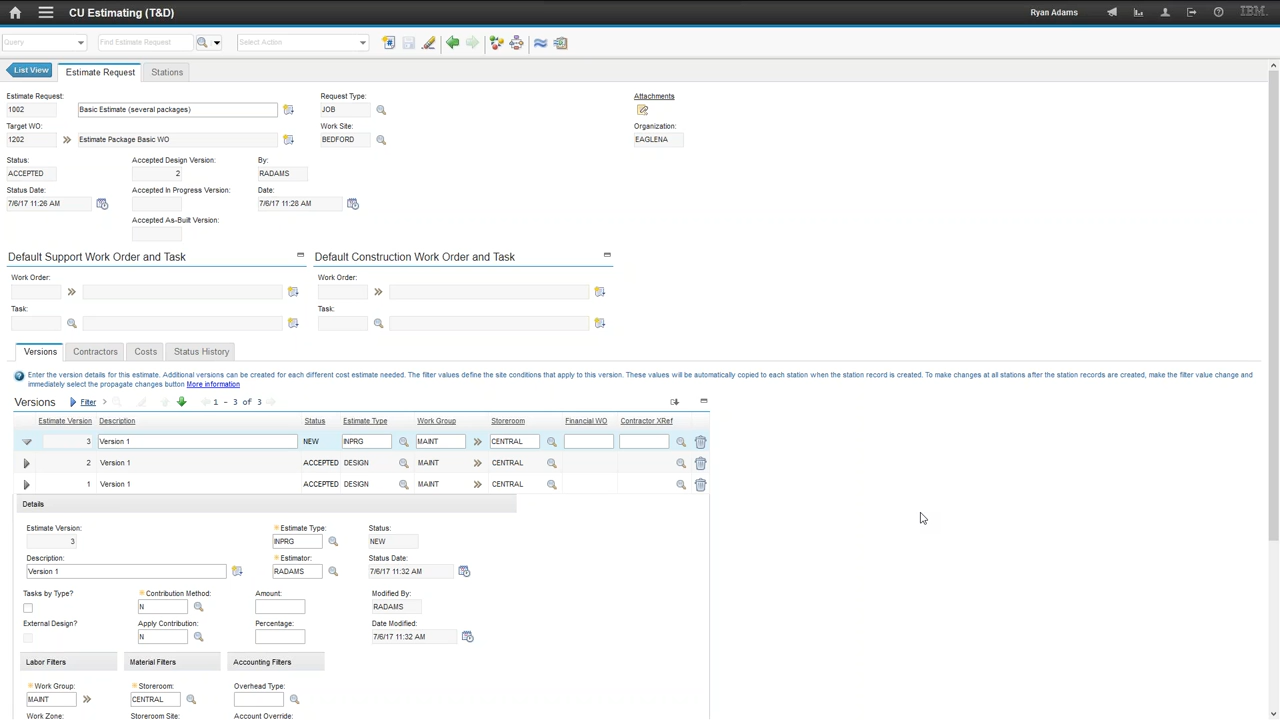 CU Estimating (T&D)
Ryan Adams
IBM
Query
Find Estimate Request
Select Action
List View
Estimate Request
Stations
Estimate Request:
Request Type:
Attachments
1002
Basic Estimate (several packages)
JOB
Target WO:
Work Site:
Organization:
1202
Estimate Package Basic WO
BEDFORD
EAGLENA
Status:
Accepted Design Version:
By:
ACCEPTED
2
RADAMS
Status Date:
Accepted In Progress Version:
Date:
7/6/17 11:26 AM
7/6/17 11:28 AM
Accepted As-Built Version:
Default Support Work Order and Task
Default Construction Work Order and Task
Work Order:
Work Order:
Task:
Task:
Versions
Contractors
Costs
Status History
Enter the version details for this estimate. Additional versions can be created for each different cost estimate needed. The filter values define the site conditions that apply to this version. These values will be automatically copied to each station when the station record is created. To make changes at all stations after the station records are created, make the filter value change and
immediately select the propagate changes button More information
Versions
Filter
1 - 3 of 3
Estimate Version Description Status Estimate Type Work Group Storeroom Financial WO Contractor XRef
3 Version 1 NEW INPRG MAINT CENTRAL
2 Version 1 ACCEPTED DESIGN MAINT CENTRAL
1 Version 1 ACCEPTED DESIGN MAINT CENTRAL
Details
Estimate Version:
Estimate Type:
Status:
3
INPRG
NEW
Description:
Estimator:
Status Date:
Version 1
RADAMS
7/6/17 11:32 AM
Tasks by Type?
Contribution Method:
Amount:
Modified By:
N
RADAMS
External Design?
Apply Contribution:
Percentage:
Date Modified:
N
7/6/17 11:32 AM
Labor Filters
Material Filters
Accounting Filters
Work Group:
Storeroom:
Overhead Type:
MAINT
CENTRAL
Work Zone:
Storeroom Site:
Account Override: